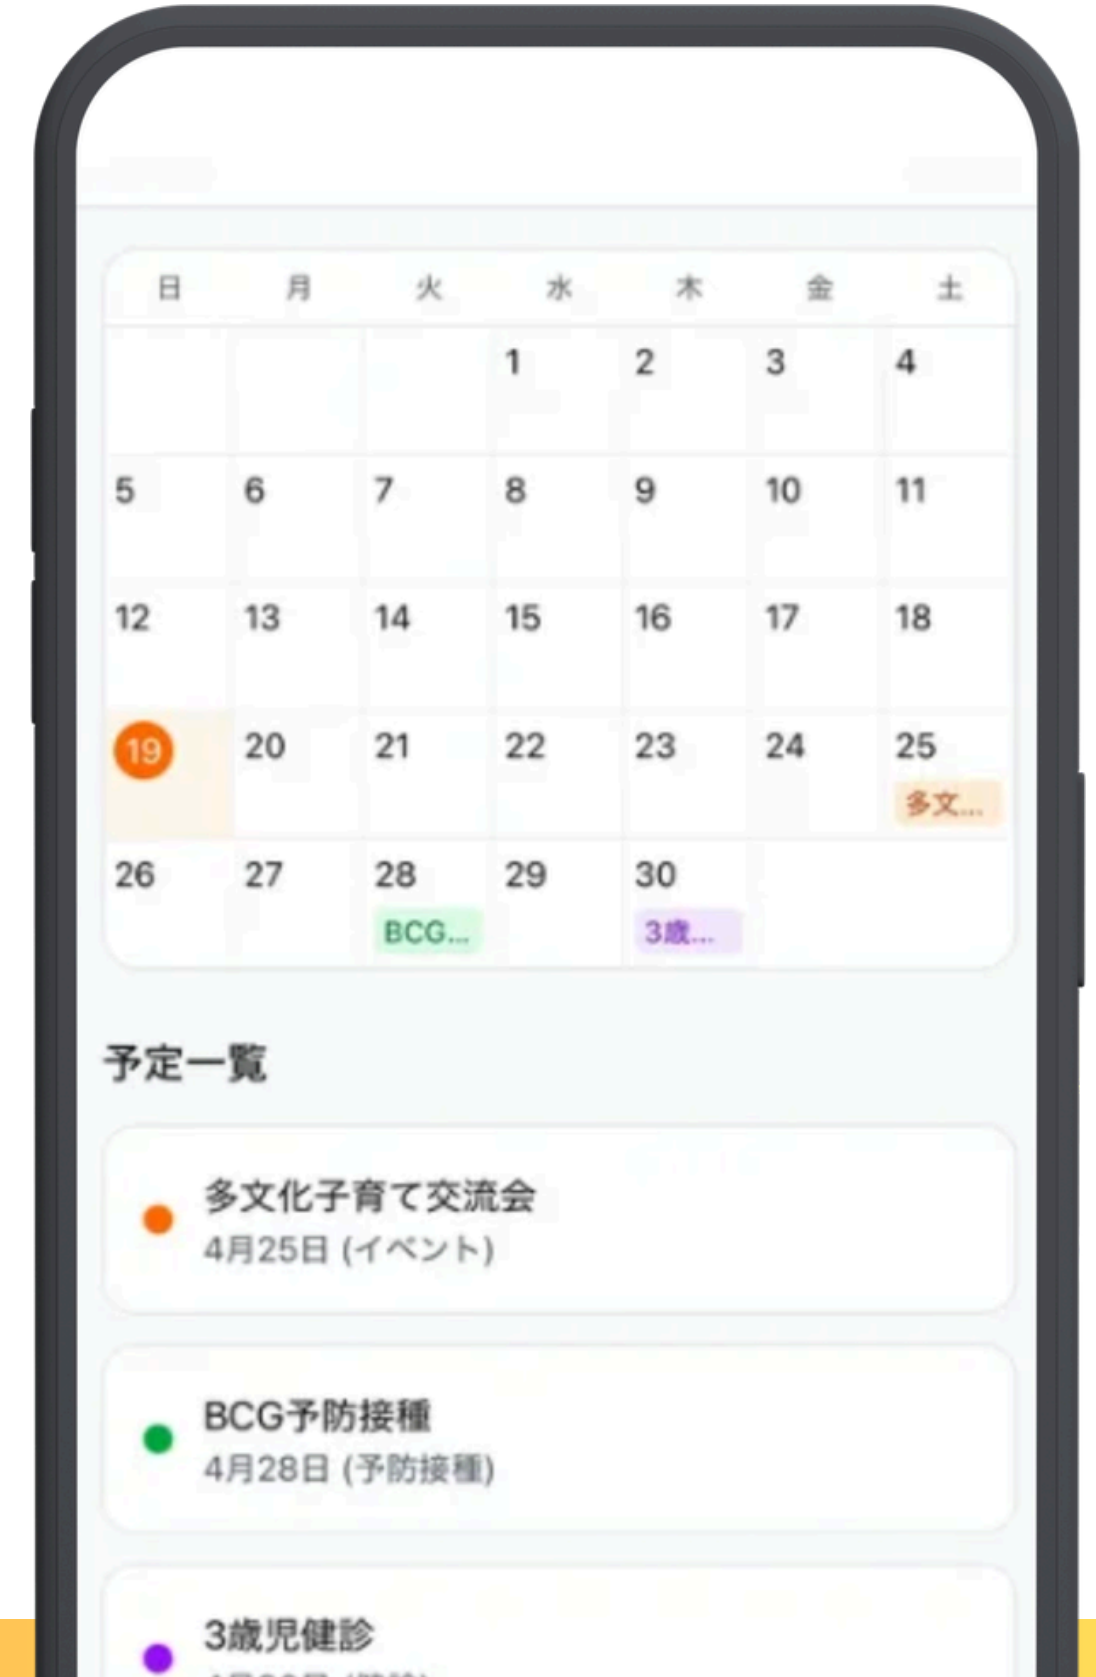 日 月 火 水 木 金 土
1 2 3 4
5 6 7 8 9 10 11
12 13 14 15 16 17 18
19 20 21 22 23 24 25
多文...
26 27 28 29 30
BCG... 3歳...
予定一覧
多文化子育て交流会
4月25日 (イベント)
BCG予防接種
4月28日 (予防接種)
3歳児健診